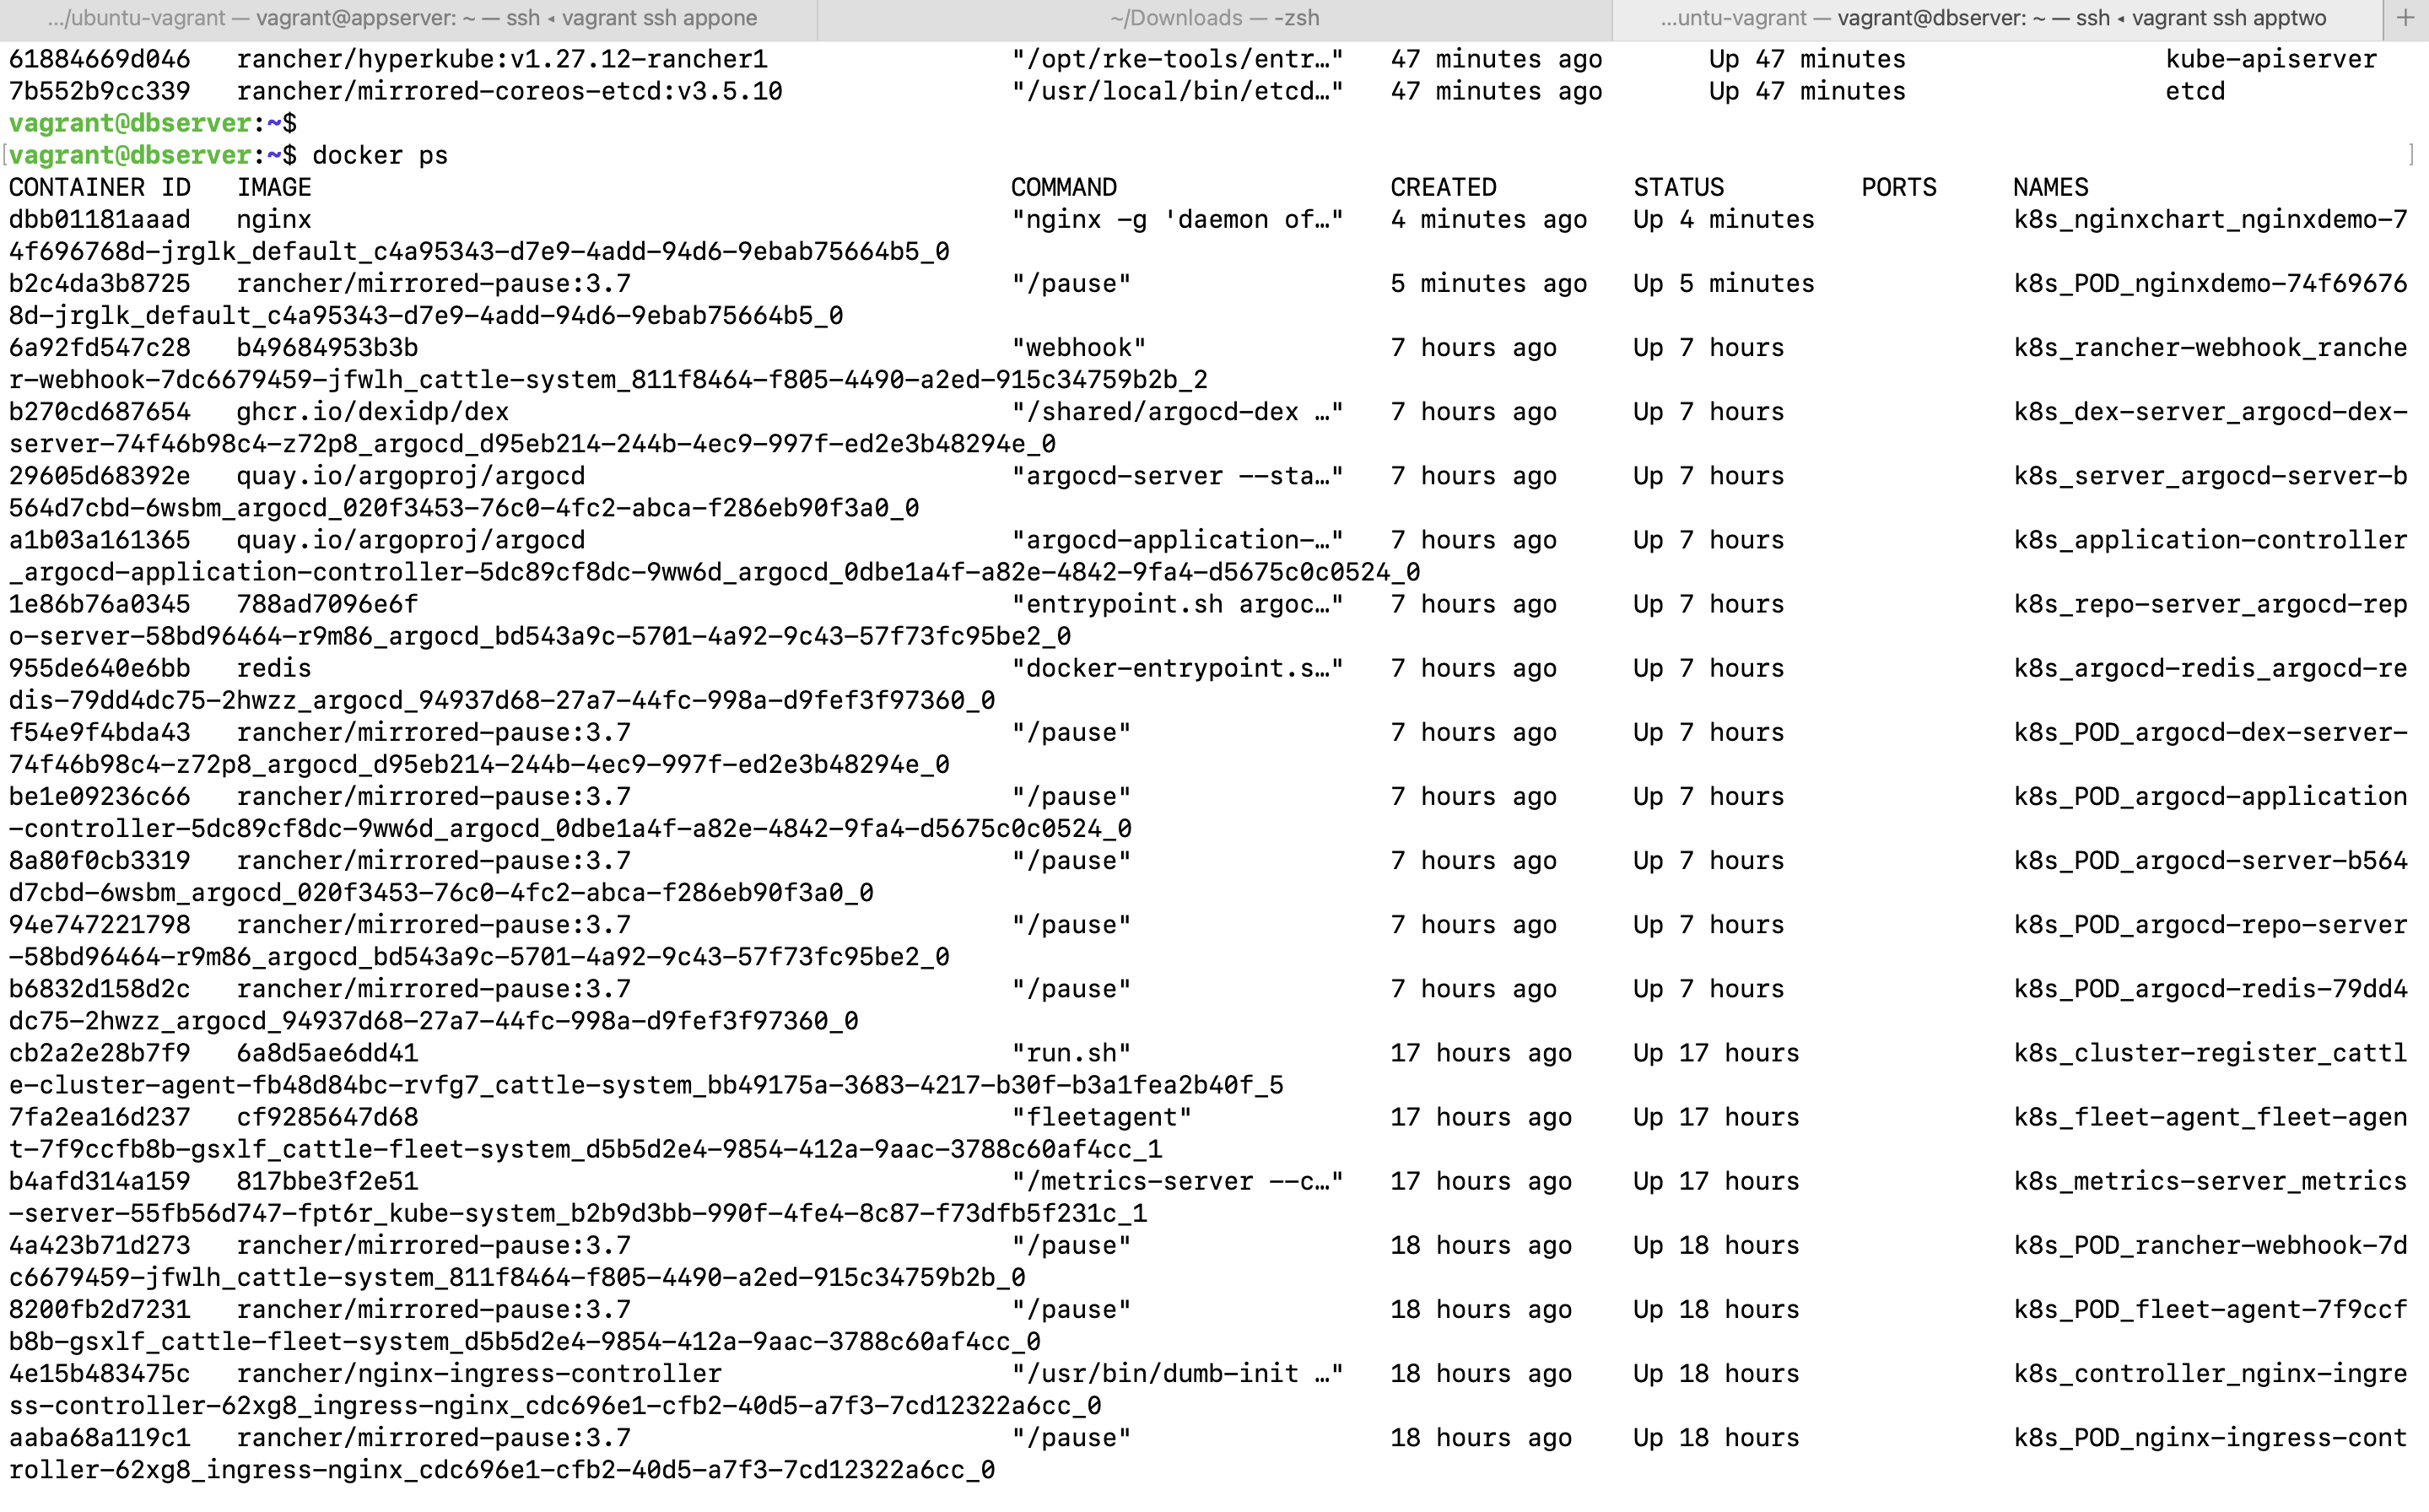 .../ubuntu-vagrant — vagrant@appserver: ~ — ssh ◂ vagrant ssh appone ~/Downloads — -zsh ...untu-vagrant — vagrant@dbserver: ~ — ssh ◂ vagrant ssh apptwo +
61884669d046 rancher/hyperkube:v1.27.12-rancher1 "/opt/rke-tools/entr…" 47 minutes ago Up 47 minutes kube-apiserver
7b552b9cc339 rancher/mirrored-coreos-etcd:v3.5.10 "/usr/local/bin/etcd…" 47 minutes ago Up 47 minutes etcd
vagrant@dbserver:~$
[vagrant@dbserver:~$ docker ps ]
CONTAINER ID IMAGE COMMAND CREATED STATUS PORTS NAMES
dbb01181aaad nginx "nginx -g 'daemon of…" 4 minutes ago Up 4 minutes k8s_nginxchart_nginxdemo-7
4f696768d-jrglk_default_c4a95343-d7e9-4add-94d6-9ebab75664b5_0
b2c4da3b8725 rancher/mirrored-pause:3.7 "/pause" 5 minutes ago Up 5 minutes k8s_POD_nginxdemo-74f69676
8d-jrglk_default_c4a95343-d7e9-4add-94d6-9ebab75664b5_0
6a92fd547c28 b49684953b3b "webhook" 7 hours ago Up 7 hours k8s_rancher-webhook_ranche
r-webhook-7dc6679459-jfwlh_cattle-system_811f8464-f805-4490-a2ed-915c34759b2b_2
b270cd687654 ghcr.io/dexidp/dex "/shared/argocd-dex …" 7 hours ago Up 7 hours k8s_dex-server_argocd-dex-
server-74f46b98c4-z72p8_argocd_d95eb214-244b-4ec9-997f-ed2e3b48294e_0
29605d68392e quay.io/argoproj/argocd "argocd-server --sta…" 7 hours ago Up 7 hours k8s_server_argocd-server-b
564d7cbd-6wsbm_argocd_020f3453-76c0-4fc2-abca-f286eb90f3a0_0
a1b03a161365 quay.io/argoproj/argocd "argocd-application-…" 7 hours ago Up 7 hours k8s_application-controller
_argocd-application-controller-5dc89cf8dc-9ww6d_argocd_0dbe1a4f-a82e-4842-9fa4-d5675c0c0524_0
1e86b76a0345 788ad7096e6f "entrypoint.sh argoc…" 7 hours ago Up 7 hours k8s_repo-server_argocd-rep
o-server-58bd96464-r9m86_argocd_bd543a9c-5701-4a92-9c43-57f73fc95be2_0
955de640e6bb redis "docker-entrypoint.s…" 7 hours ago Up 7 hours k8s_argocd-redis_argocd-re
dis-79dd4dc75-2hwzz_argocd_94937d68-27a7-44fc-998a-d9fef3f97360_0
f54e9f4bda43 rancher/mirrored-pause:3.7 "/pause" 7 hours ago Up 7 hours k8s_POD_argocd-dex-server-
74f46b98c4-z72p8_argocd_d95eb214-244b-4ec9-997f-ed2e3b48294e_0
be1e09236c66 rancher/mirrored-pause:3.7 "/pause" 7 hours ago Up 7 hours k8s_POD_argocd-application
-controller-5dc89cf8dc-9ww6d_argocd_0dbe1a4f-a82e-4842-9fa4-d5675c0c0524_0
8a80f0cb3319 rancher/mirrored-pause:3.7 "/pause" 7 hours ago Up 7 hours k8s_POD_argocd-server-b564
d7cbd-6wsbm_argocd_020f3453-76c0-4fc2-abca-f286eb90f3a0_0
94e747221798 rancher/mirrored-pause:3.7 "/pause" 7 hours ago Up 7 hours k8s_POD_argocd-repo-server
-58bd96464-r9m86_argocd_bd543a9c-5701-4a92-9c43-57f73fc95be2_0
b6832d158d2c rancher/mirrored-pause:3.7 "/pause" 7 hours ago Up 7 hours k8s_POD_argocd-redis-79dd4
dc75-2hwzz_argocd_94937d68-27a7-44fc-998a-d9fef3f97360_0
cb2a2e28b7f9 6a8d5ae6dd41 "run.sh" 17 hours ago Up 17 hours k8s_cluster-register_cattl
e-cluster-agent-fb48d84bc-rvfg7_cattle-system_bb49175a-3683-4217-b30f-b3a1fea2b40f_5
7fa2ea16d237 cf9285647d68 "fleetagent" 17 hours ago Up 17 hours k8s_fleet-agent_fleet-agen
t-7f9ccfb8b-gsxlf_cattle-fleet-system_d5b5d2e4-9854-412a-9aac-3788c60af4cc_1
b4afd314a159 817bbe3f2e51 "/metrics-server --c…" 17 hours ago Up 17 hours k8s_metrics-server_metrics
-server-55fb56d747-fpt6r_kube-system_b2b9d3bb-990f-4fe4-8c87-f73dfb5f231c_1
4a423b71d273 rancher/mirrored-pause:3.7 "/pause" 18 hours ago Up 18 hours k8s_POD_rancher-webhook-7d
c6679459-jfwlh_cattle-system_811f8464-f805-4490-a2ed-915c34759b2b_0
8200fb2d7231 rancher/mirrored-pause:3.7 "/pause" 18 hours ago Up 18 hours k8s_POD_fleet-agent-7f9ccf
b8b-gsxlf_cattle-fleet-system_d5b5d2e4-9854-412a-9aac-3788c60af4cc_0
4e15b483475c rancher/nginx-ingress-controller "/usr/bin/dumb-init …" 18 hours ago Up 18 hours k8s_controller_nginx-ingre
ss-controller-62xg8_ingress-nginx_cdc696e1-cfb2-40d5-a7f3-7cd12322a6cc_0
aaba68a119c1 rancher/mirrored-pause:3.7 "/pause" 18 hours ago Up 18 hours k8s_POD_nginx-ingress-cont
roller-62xg8_ingress-nginx_cdc696e1-cfb2-40d5-a7f3-7cd12322a6cc_0